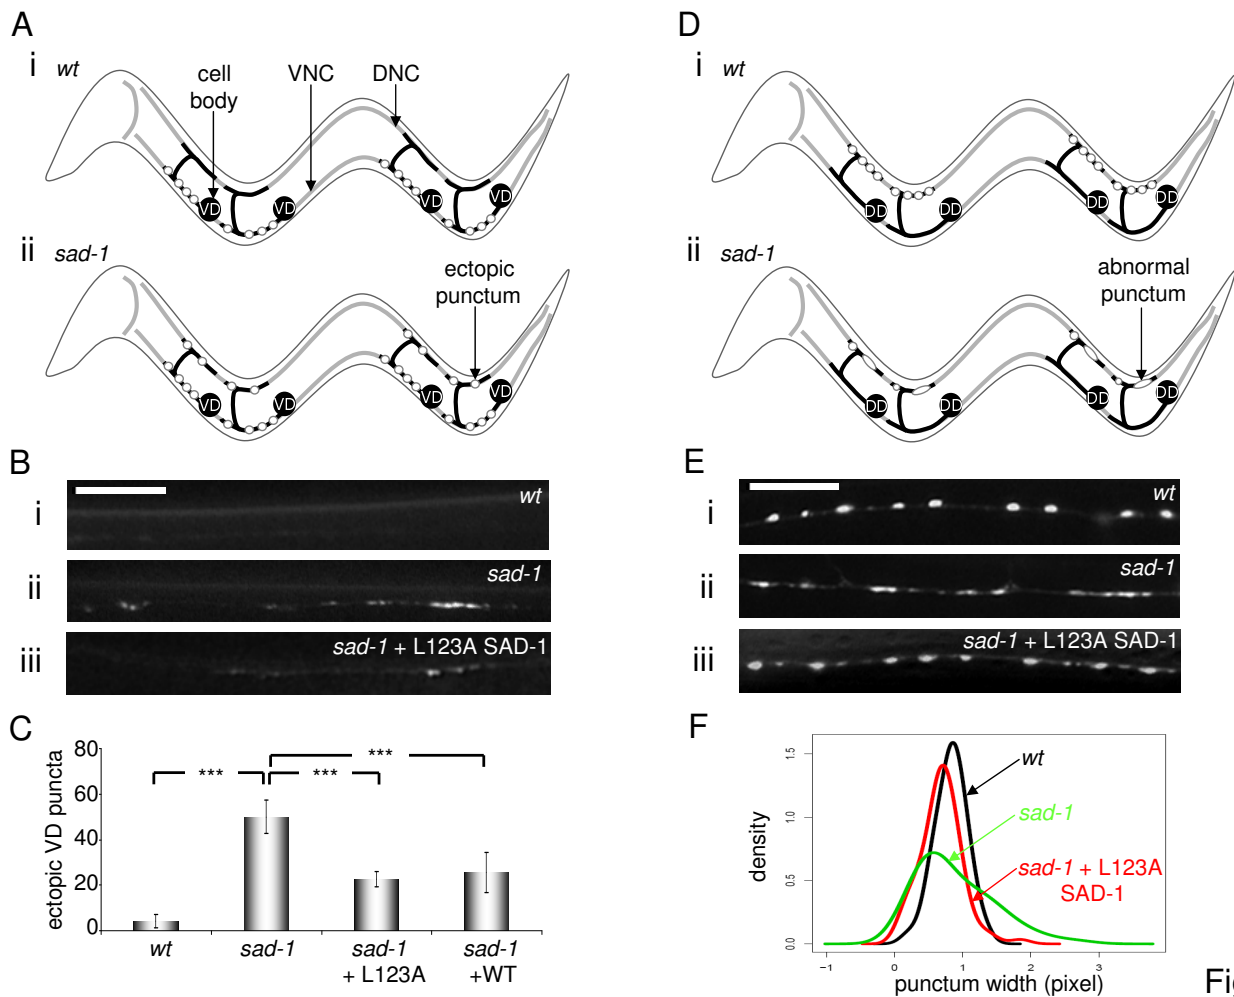 A
i wt
cell
body
VNC
DNC
VD
VD
VD
VD
ii sad-1
ectopic
punctum
VD
VD
VD
VD
B
i
wt
ii
sad-1
iii
sad-1 + L123A SAD-1
C
ectopic VD puncta
80
60
40
20
0
***
***
***
wt
sad-1
sad-1
+ L123A
sad-1
+WT
D
i wt
DD
DD
DD
DD
ii sad-1
abnormal
punctum
DD
DD
DD
DD
E
i
wt
ii
sad-1
iii
sad-1 + L123A SAD-1
F
density
1.5
1.0
0.5
0.0
wt
sad-1
sad-1 + L123A
SAD-1
−1
0
1
2
3
punctum width (pixel)